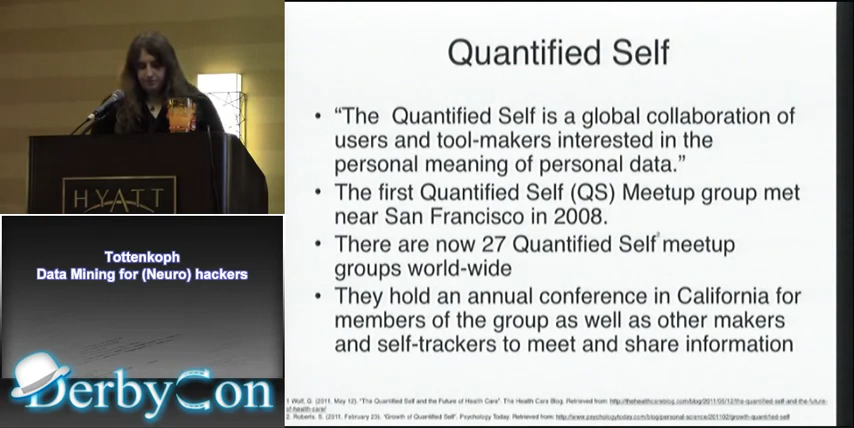 HYATT
Tottenkoph
Data Mining for (Neuro) hackers
DerbyCon
Quantified Self
• “The Quantified Self is a global collaboration of
users and tool-makers interested in the
personal meaning of personal data.”
• The first Quantified Self (QS) Meetup group met
near San Francisco in 2008.
• There are now 27 Quantified Self meetup
groups world-wide
• They hold an annual conference in California for
members of the group as well as other makers
and self-trackers to meet and share information
1 Wolf, G. (2011, May 12). "The Quantified Self and the Future of Health Care". The Health Care Blog. Retrieved from: http://thehealthcareblog.com/blog/2011/05/12/the-quantified-self-and-the-future-
of-health-care/
2. Roberts, S. (2011, February 23). "Growth of Quantified Self". Psychology Today. Retrieved from: http://www.psychologytoday.com/blog/personal-science/201102/growth-quantified-self